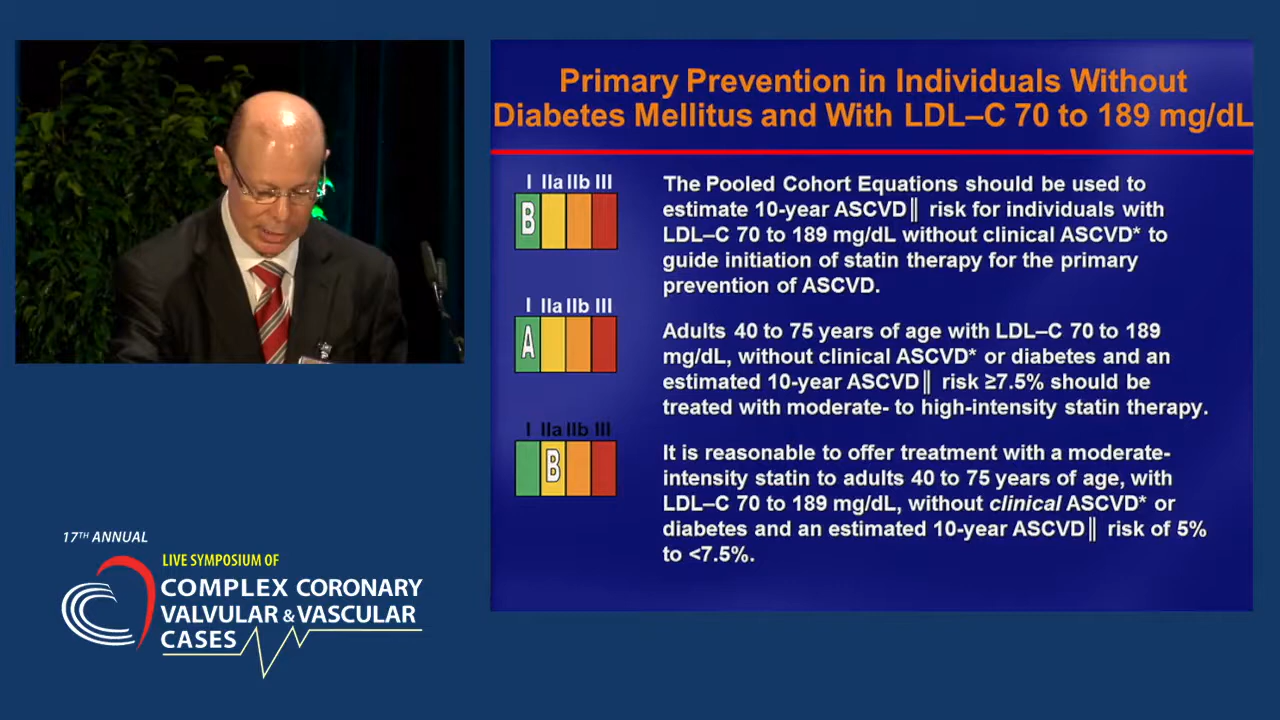 Primary Prevention in Individuals Without
Diabetes Mellitus and With LDL–C 70 to 189 mg/dL
I IIa IIb III
B
The Pooled Cohort Equations should be used to
estimate 10-year ASCVD║ risk for individuals with
LDL–C 70 to 189 mg/dL without clinical ASCVD* to
guide initiation of statin therapy for the primary
prevention of ASCVD.
I IIa IIb III
A
Adults 40 to 75 years of age with LDL–C 70 to 189
mg/dL, without clinical ASCVD* or diabetes and an
estimated 10-year ASCVD║ risk ≥7.5% should be
treated with moderate- to high-intensity statin therapy.
I IIa IIb III
B
It is reasonable to offer treatment with a moderate-
intensity statin to adults 40 to 75 years of age, with
LDL–C 70 to 189 mg/dL, without clinical ASCVD* or
diabetes and an estimated 10-year ASCVD║ risk of 5%
to <7.5%.
17TH ANNUAL
LIVE SYMPOSIUM OF
COMPLEX CORONARY
VALVULAR & VASCULAR
CASES